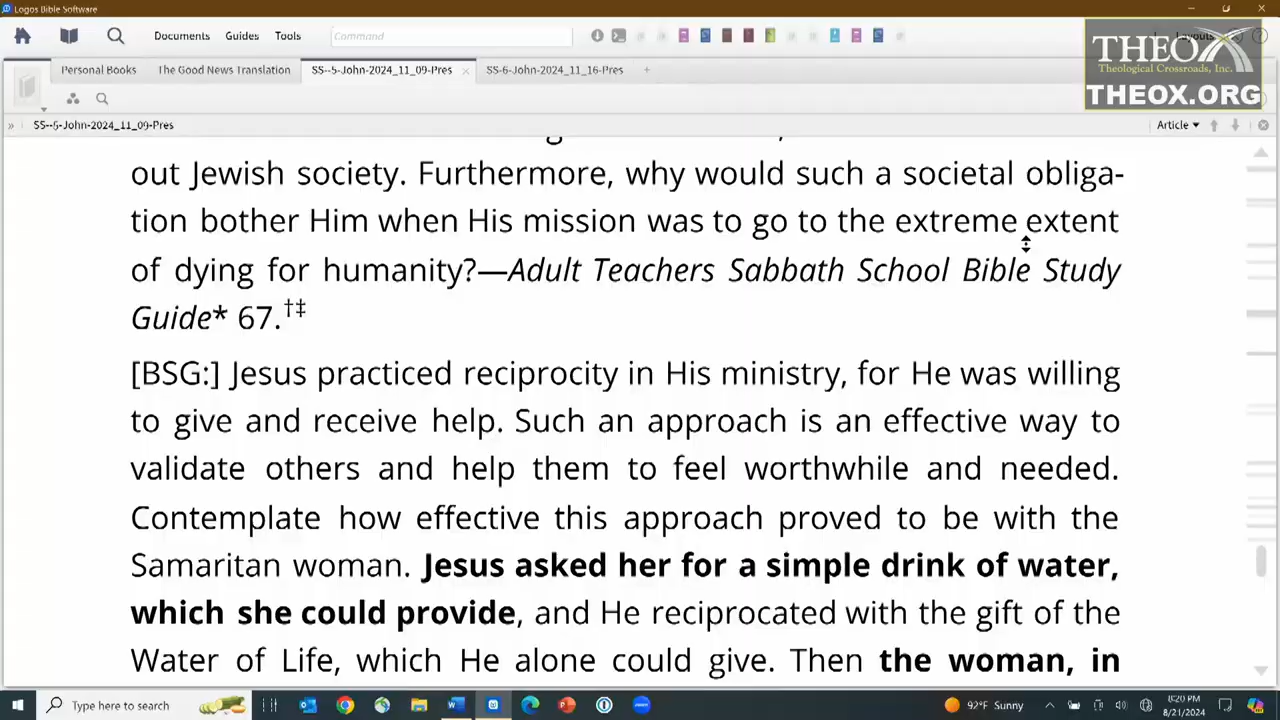 Logos Bible Software
Documents Guides Tools Command Layouts
THEOX
Theological Crossroads, Inc.
THEOX.ORG
Personal Books The Good News Translation SS--5-John-2024_11_09-Pres SS-6-John-2024_11_16-Pres
SS--5-John-2024_11_09-Pres Article
out Jewish society. Furthermore, why would such a societal obliga-
tion bother Him when His mission was to go to the extreme extent
of dying for humanity?—Adult Teachers Sabbath School Bible Study
Guide* 67.†‡
[BSG:] Jesus practiced reciprocity in His ministry, for He was willing
to give and receive help. Such an approach is an effective way to
validate others and help them to feel worthwhile and needed.
Contemplate how effective this approach proved to be with the
Samaritan woman. Jesus asked her for a simple drink of water,
which she could provide, and He reciprocated with the gift of the
Water of Life, which He alone could give. Then the woman, in
Type here to search 92°F Sunny 8:20 PM
8/21/2024